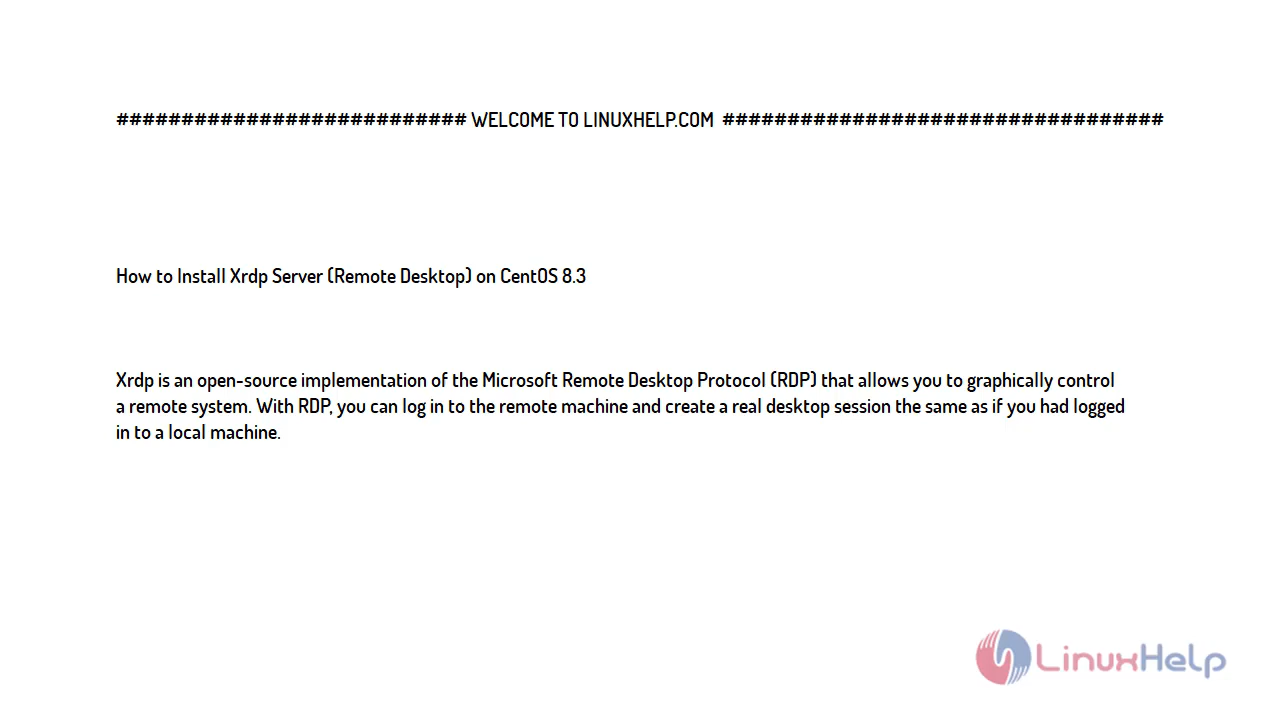 ########################### WELCOME TO LINUXHELP.COM ##################################
How to Install Xrdp Server (Remote Desktop) on CentOS 8.3
Xrdp is an open-source implementation of the Microsoft Remote Desktop Protocol (RDP) that allows you to graphically control
a remote system. With RDP, you can log in to the remote machine and create a real desktop session the same as if you had logged
in to a local machine.
LinuxHelp